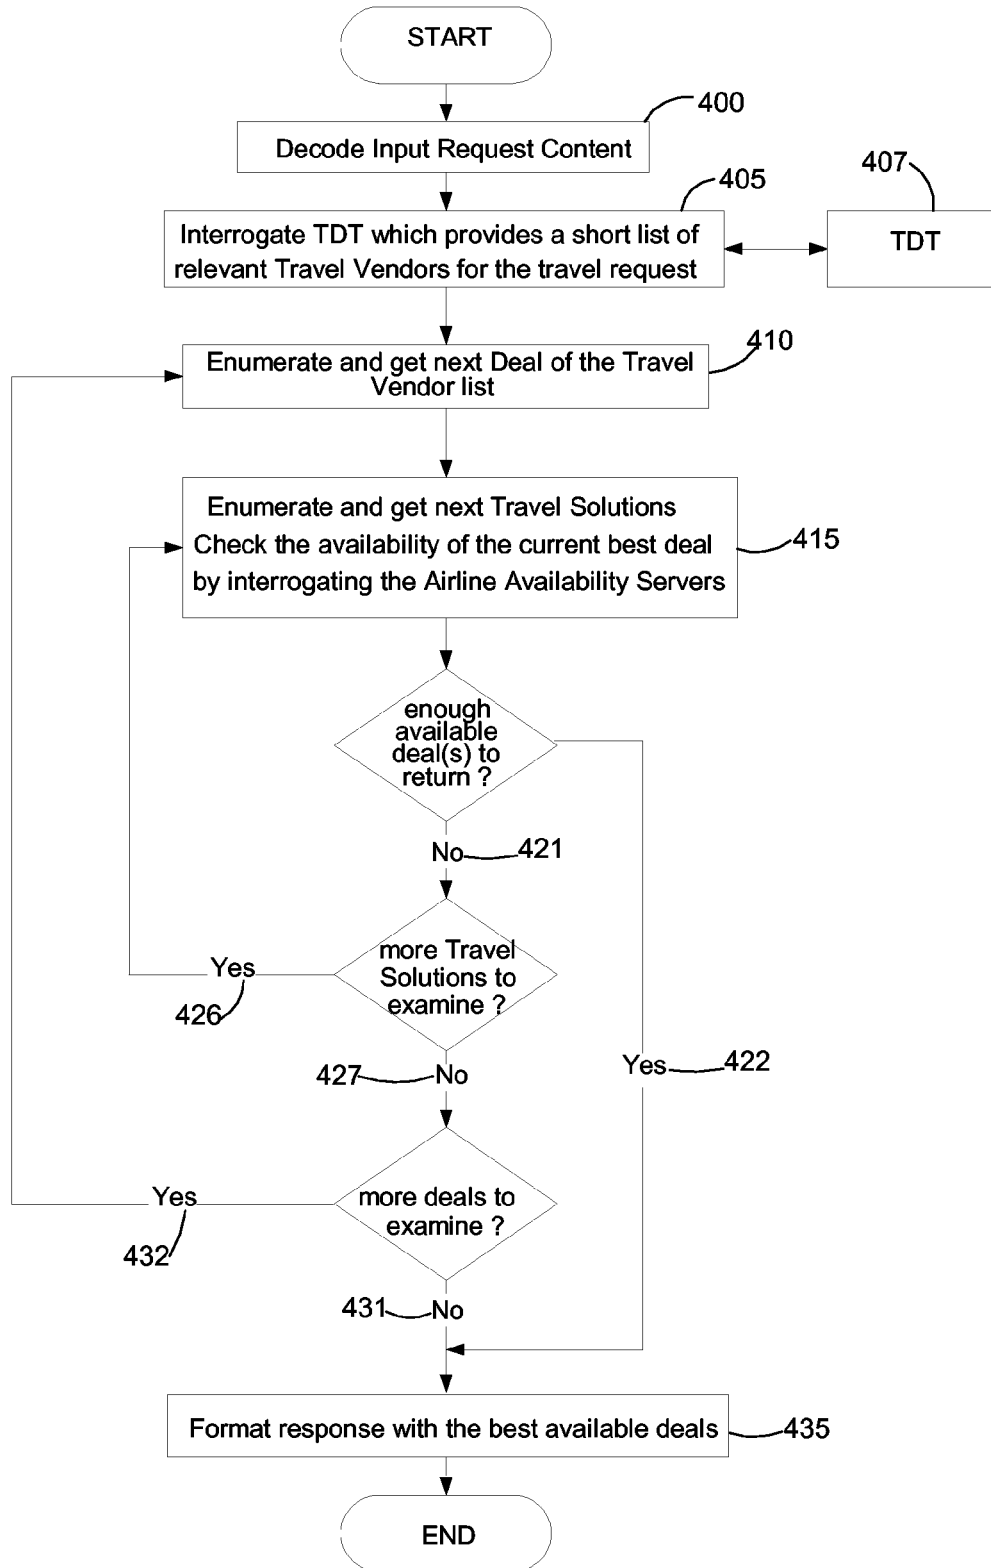 START
400
Decode Input Request Content
405
407
Interrogate TDT which provides a short list of
relevant Travel Vendors for the travel request
TDT
410
Enumerate and get next Deal of the Travel
Vendor list
Enumerate and get next Travel Solutions
Check the availability of the current best deal
by interrogating the Airline Availability Servers
415
enough
available
deal(s) to
return ?
No
421
more Travel
Solutions to
examine ?
Yes
426
427
No
Yes
422
more deals to
examine ?
Yes
432
431
No
Format response with the best available deals
435
END